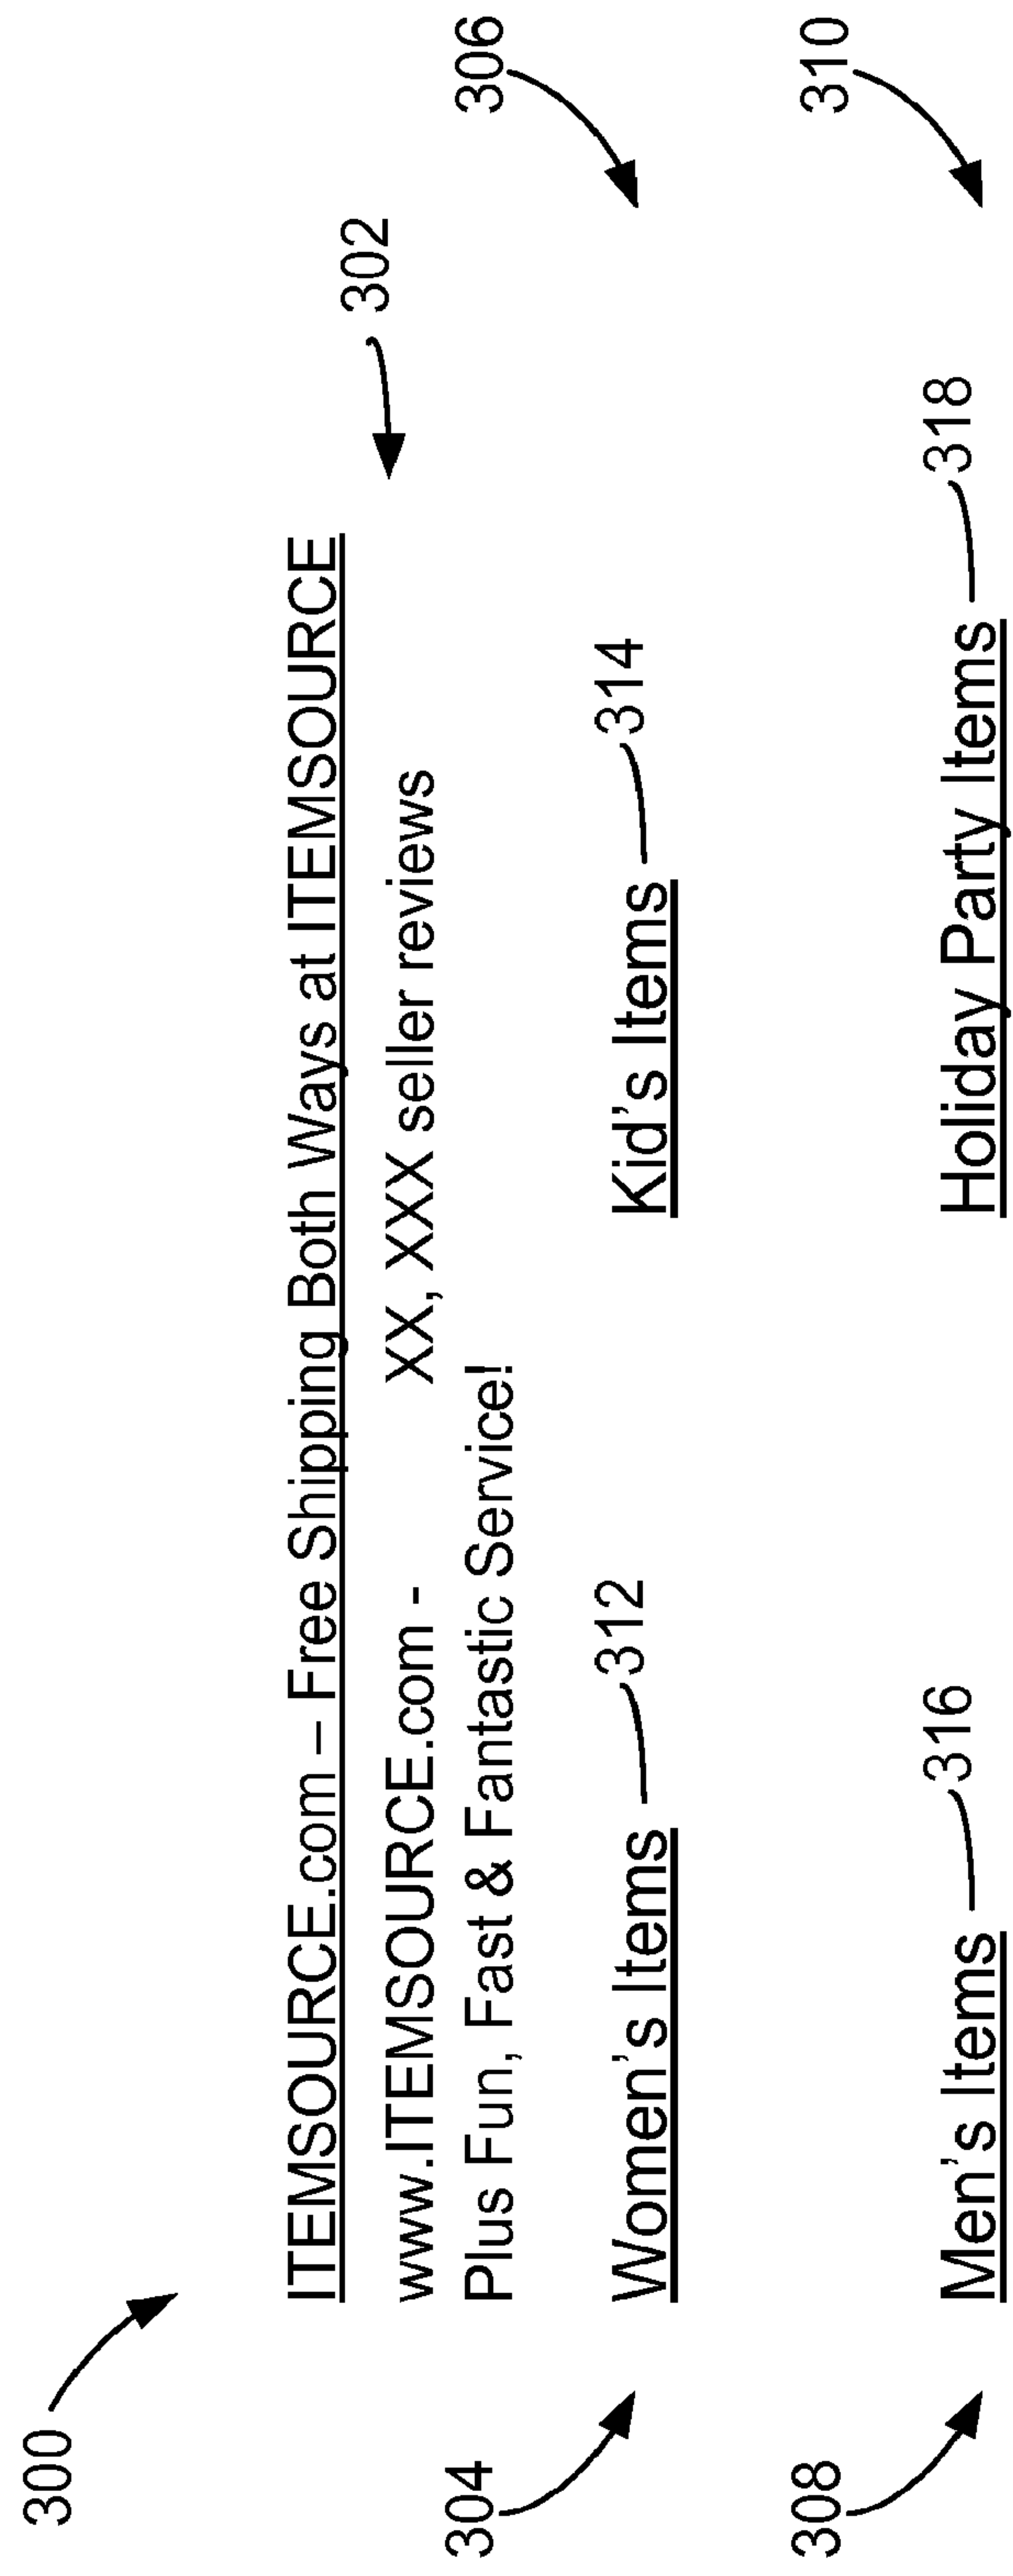 300
ITEMSOURCE.com – Free Shipping Both Ways at ITEMSOURCE
302
www.ITEMSOURCE.com - XX, XXX seller reviews
Plus Fun, Fast & Fantastic Service!
304
306
Women's Items 312 Kid's Items 314
308
310
Men's Items 316 Holiday Party Items 318